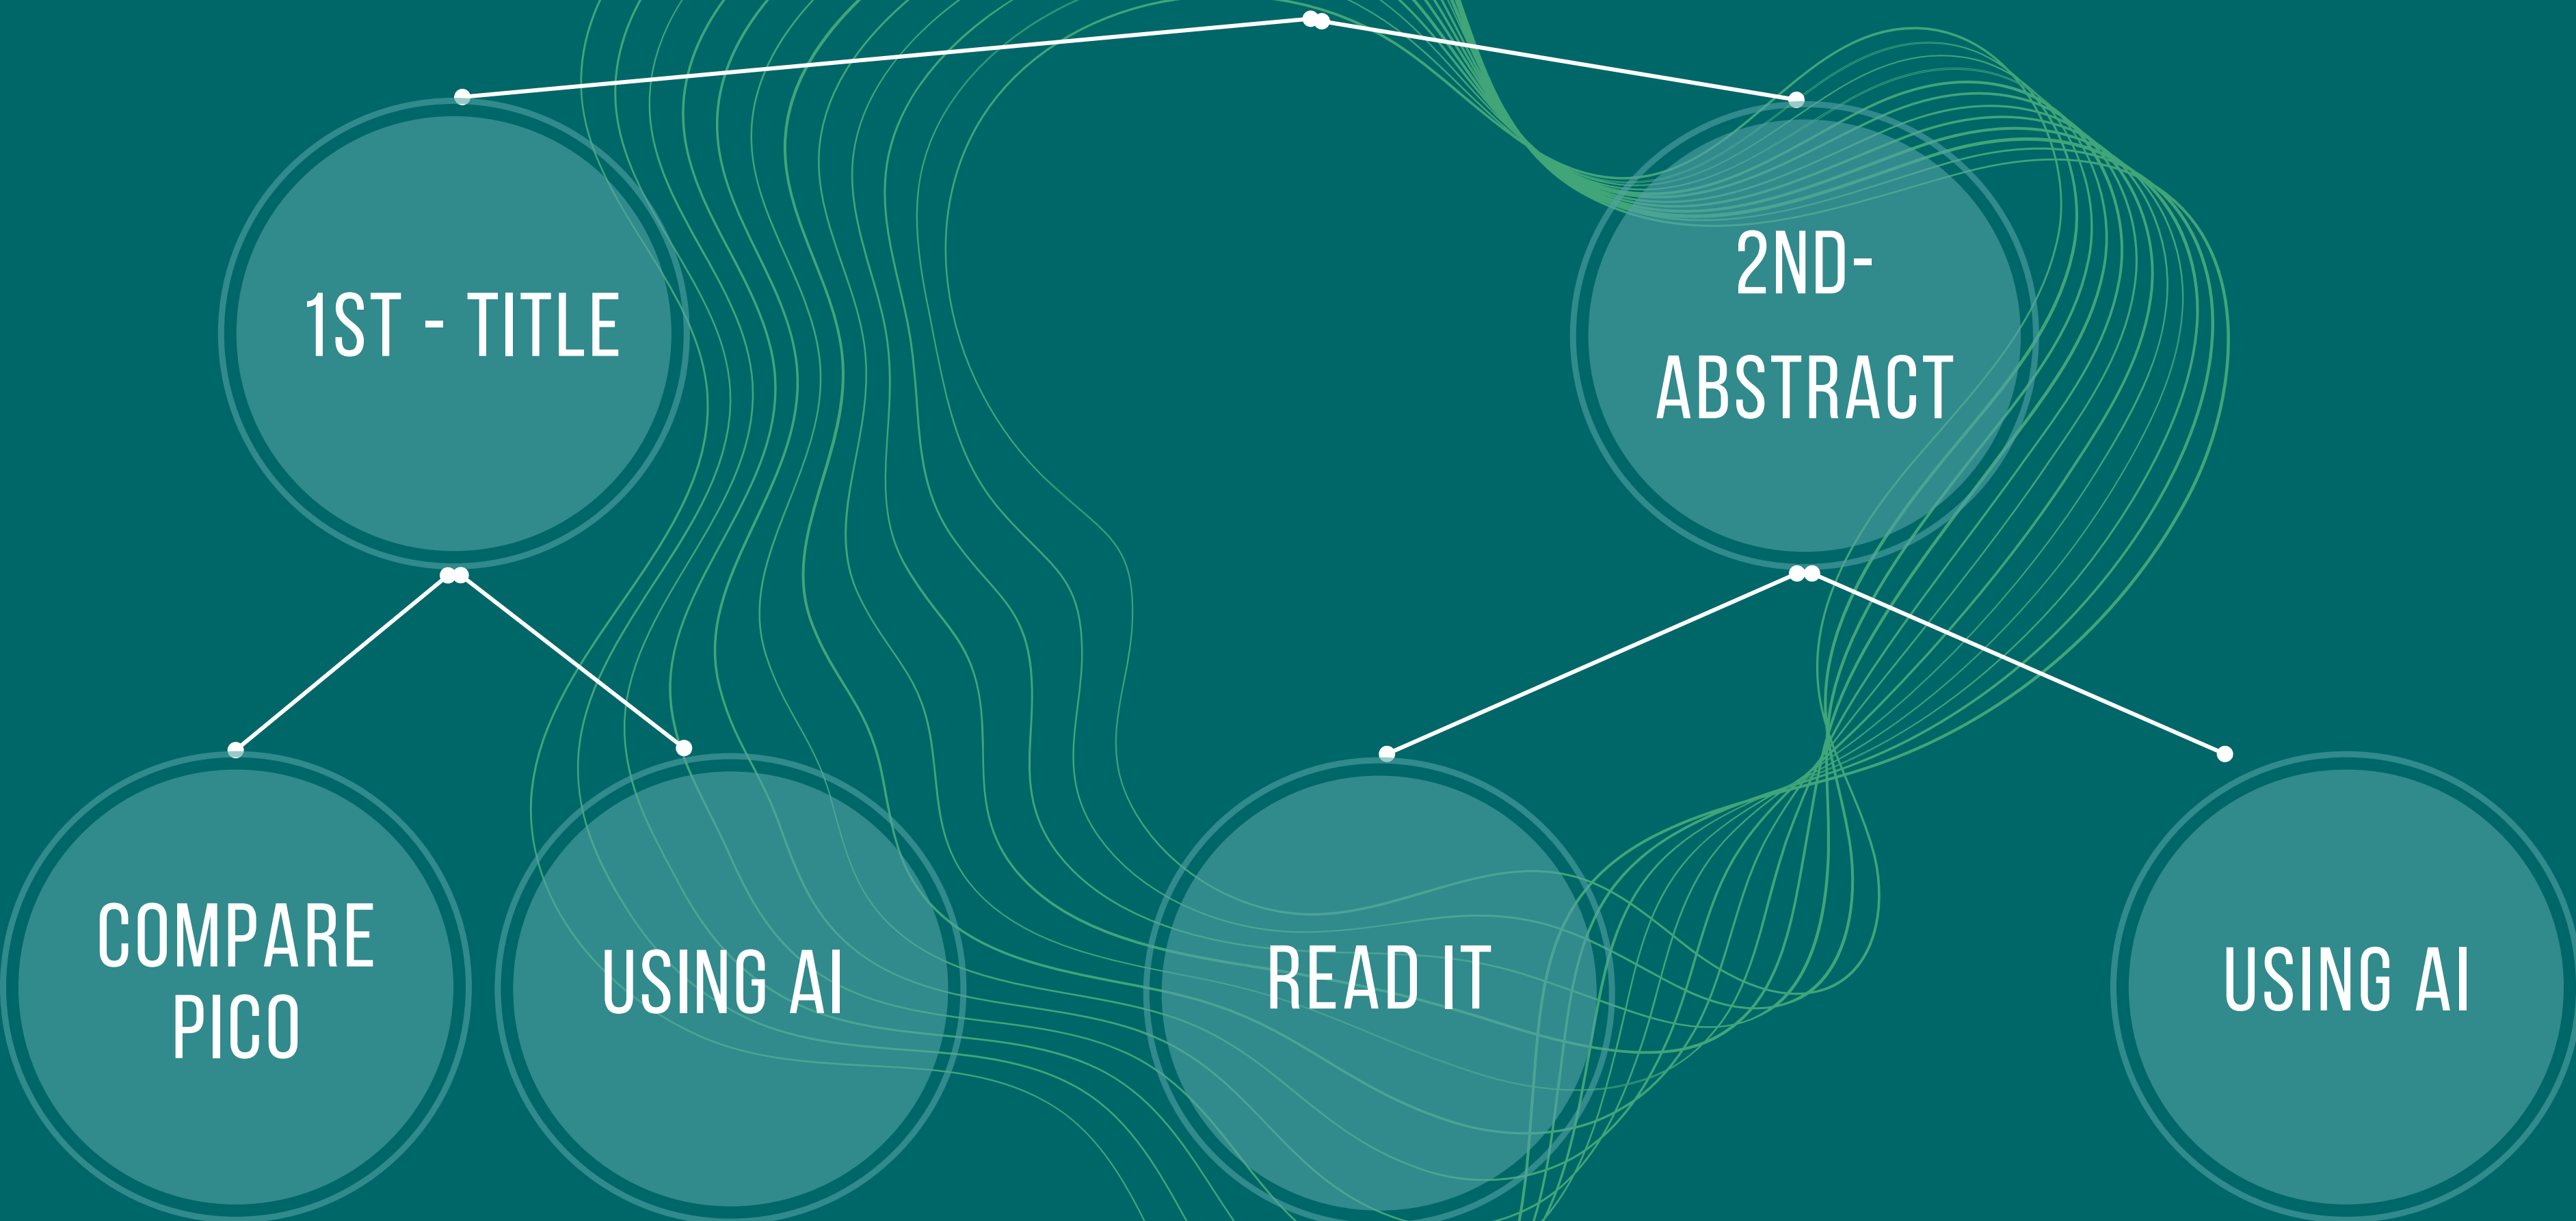 1ST - TITLE
2ND-
ABSTRACT
COMPARE
PICO
USING AI
READ IT
USING AI